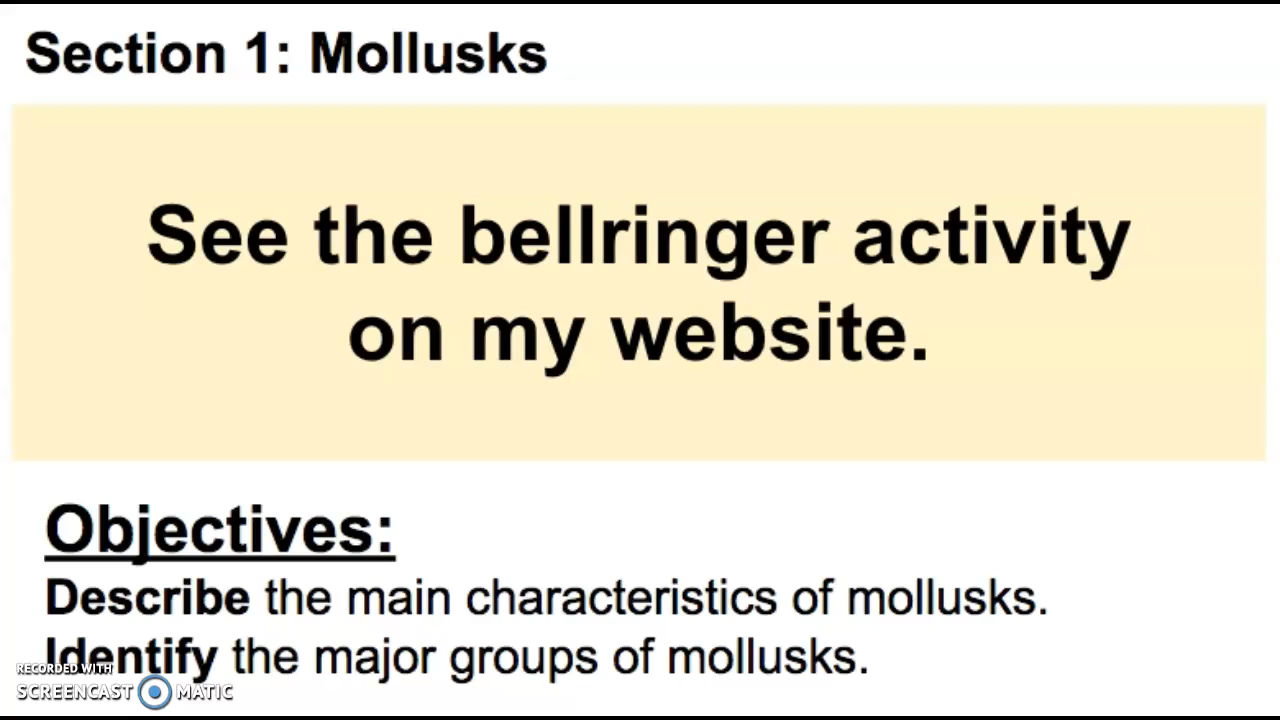 Section 1: Mollusks
See the bellringer activity
on my website.
Objectives:
Describe the main characteristics of mollusks.
Identify the major groups of mollusks.
RECORDED WITH
SCREENCAST MATIC